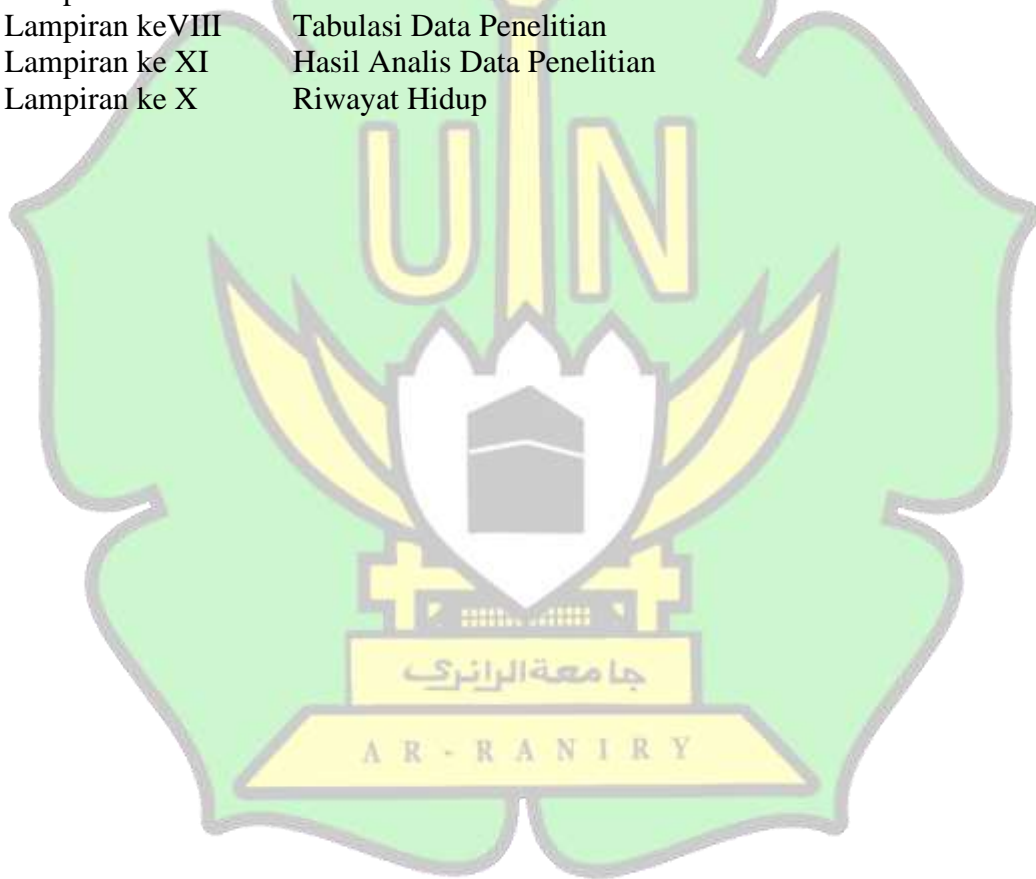 Lampiran keVIII Tabulasi Data Penelitian
Lampiran ke XI Hasil Analis Data Penelitian
Lampiran ke X Riwayat Hidup
UIN
جامعة الرانري
AR-RANIRY